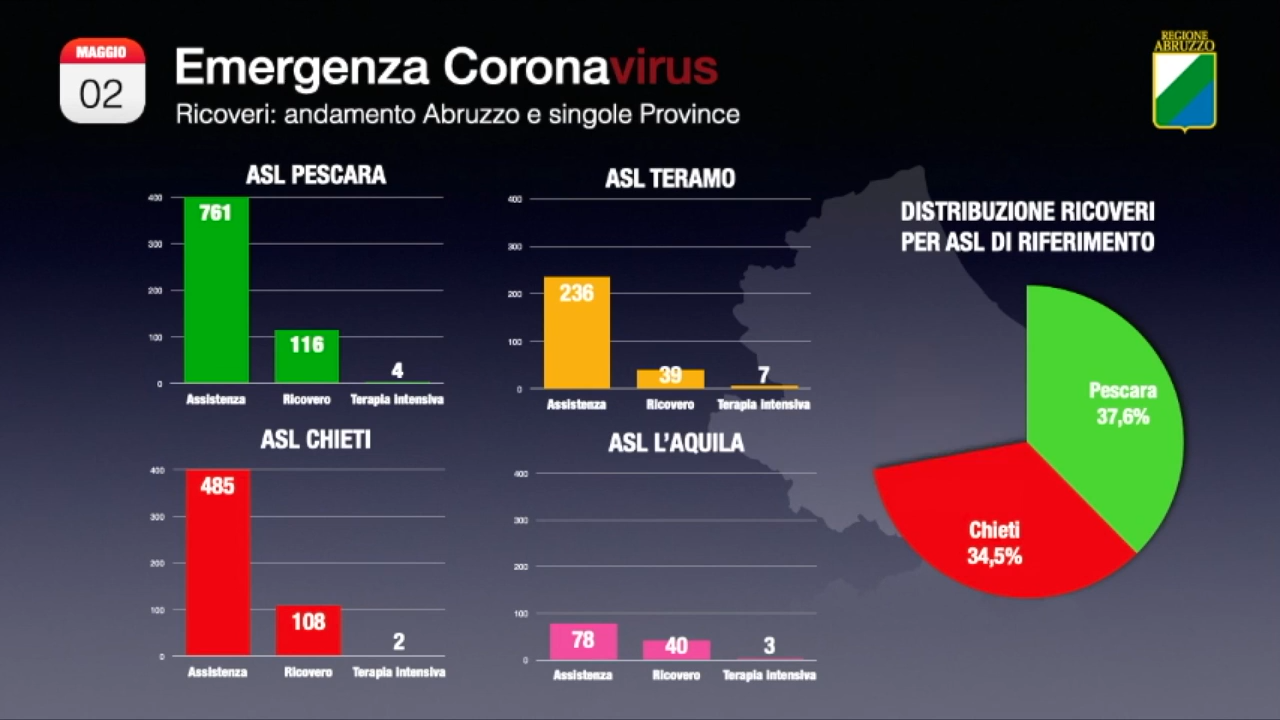 MAGGIO
02
Emergenza Coronavirus
Ricoveri: andamento Abruzzo e singole Province
REGIONE
ABRUZZO
ASL PESCARA
400
300
200
100
0
761
116
4
Assistenza
Ricovero
Terapia intensiva
ASL TERAMO
400
300
200
100
0
236
39
7
Assistenza
Ricovero
Terapia intensiva
ASL CHIETI
400
300
200
100
0
485
108
2
Assistenza
Ricovero
Terapia intensiva
ASL L'AQUILA
400
300
200
100
0
78
40
3
Assistenza
Ricovero
Terapia intensiva
DISTRIBUZIONE RICOVERI
PER ASL DI RIFERIMENTO
Pescara
37,6%
Chieti
34,5%